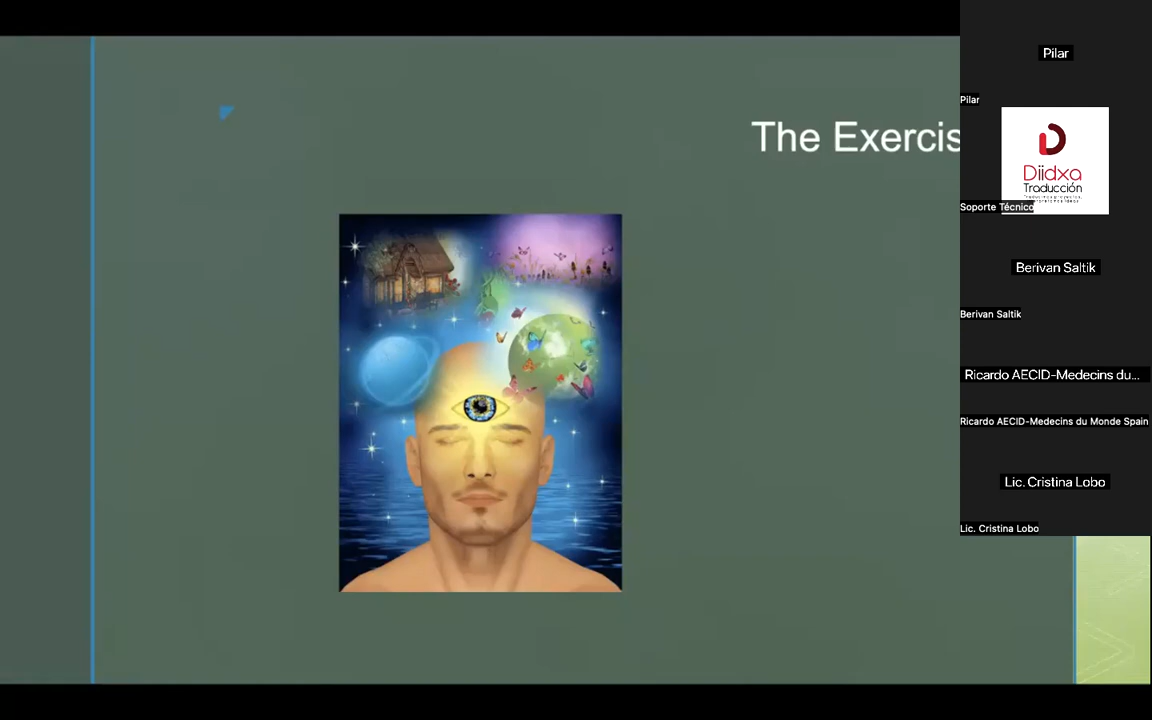 The Exercis
Pilar
Pilar
Diidxa
Traducción
Soporte Técnico
Berivan Saltik
Berivan Saltik
Ricardo AECID-Medecins du...
Ricardo AECID-Medecins du Monde Spain
Lic. Cristina Lobo
Lic. Cristina Lobo